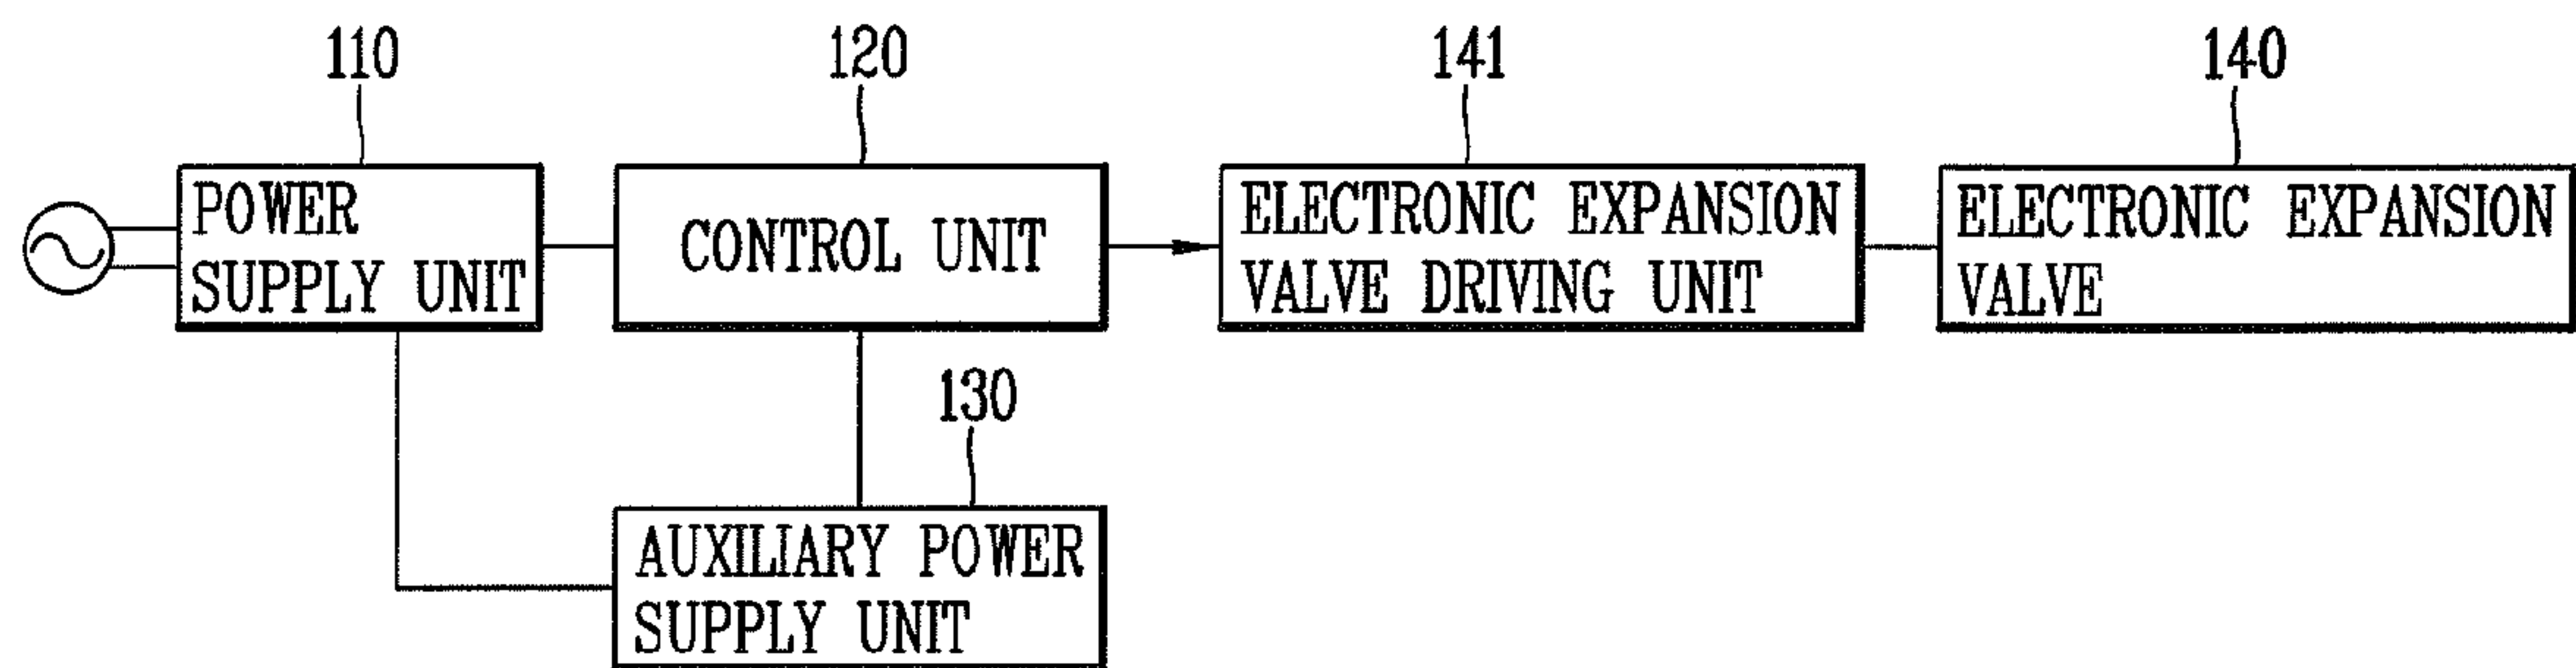 110
120
141
140
POWER
SUPPLY UNIT
CONTROL UNIT
ELECTRONIC EXPANSION
VALVE DRIVING UNIT
ELECTRONIC EXPANSION
VALVE
130
AUXILIARY POWER
SUPPLY UNIT